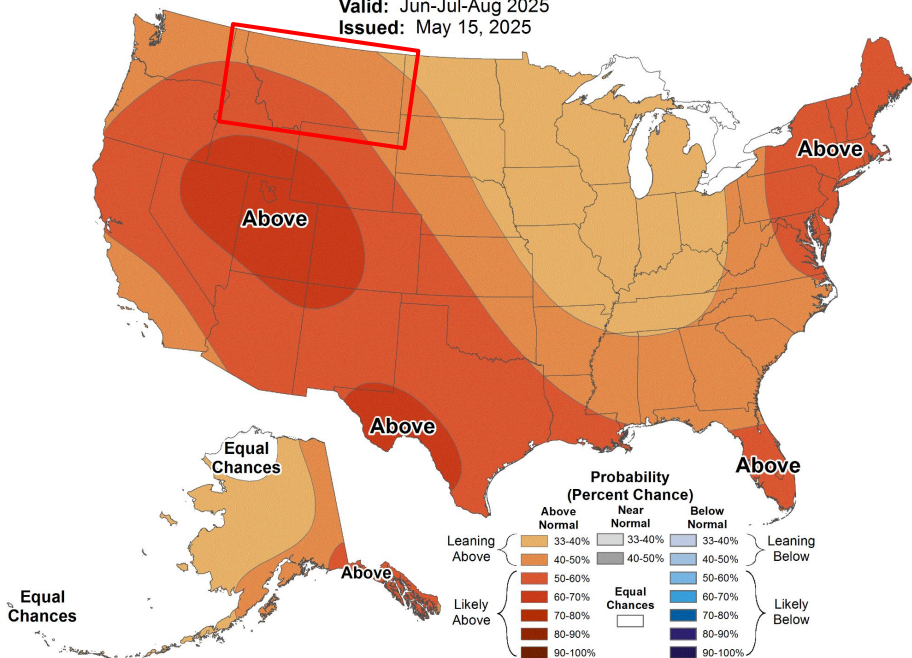 Valid: Jun-Jul-Aug 2025
Issued: May 15, 2025
Above
Above
Above
Above
Equal
Chances
Above
Equal
Chances
Probability
(Percent Chance)
Above
Normal
Near
Normal
Below
Normal
Leaning
Above
33-40%
40-50%
33-40%
40-50%
33-40%
40-50%
Leaning
Below
Likely
Above
50-60%
60-70%
70-80%
80-90%
90-100%
Equal
Chances
50-60%
60-70%
70-80%
80-90%
90-100%
Likely
Below